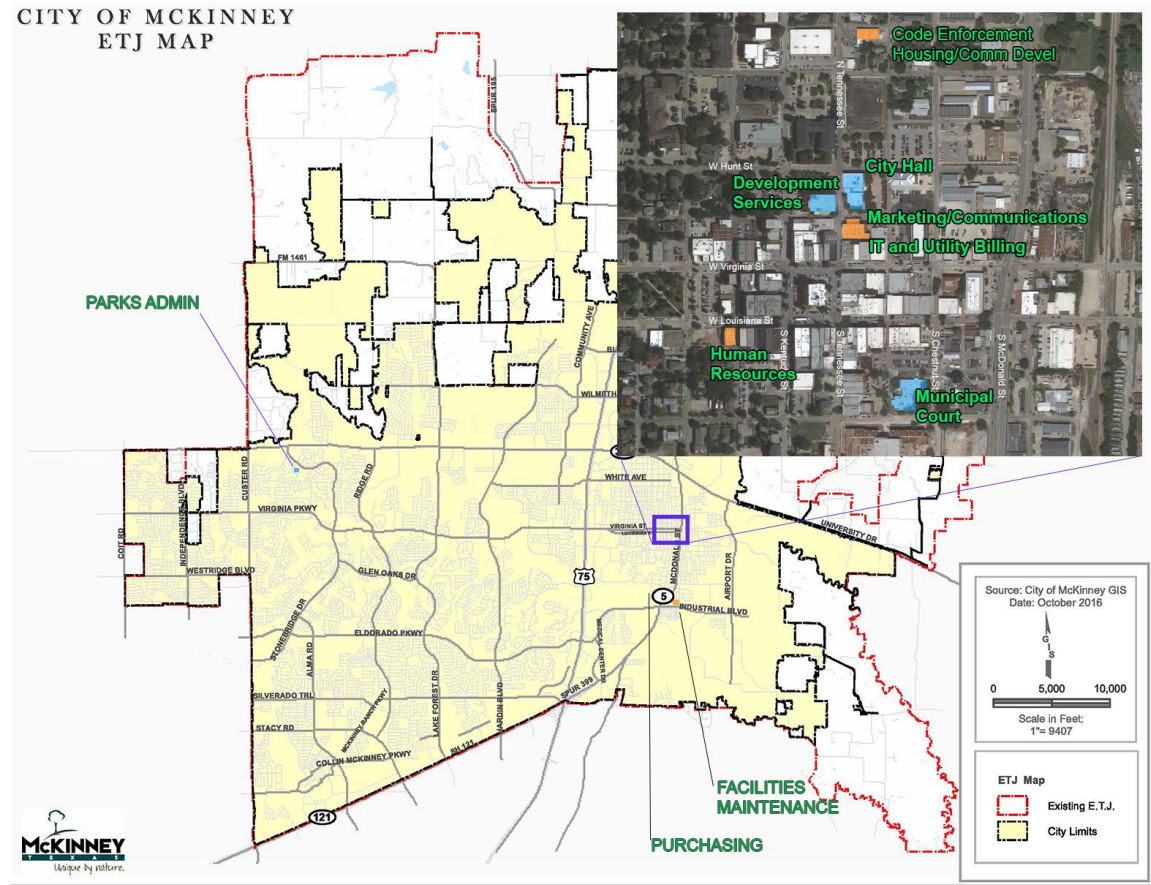 CITY OF MCKINNEY
ETJ MAP
Code Enforcement
Housing/Comm Devel
N Tennessee St
W Hunt St
City Hall
Development
Services
Marketing/Communications
IT and Utility Billing
W Virginia St
W Louisiana St
Human
Resources
S Kentucky St
S Tennessee St
S Chestnut St
S McDonald St
Municipal
Court
SPUR 195
FM 1461
PARKS ADMIN
COMMUNITY AVE
WILMETH
CUSTER RD
RIDGE RD
WHITE AVE
INDEPENDENCE BLVD
VIRGINIA PKWY
VIRGINIA ST
UNIVERSITY DR
COIT RD
WESTRIDGE BLVD
GLEN OAKS DR
75
MCDONALD ST
AIRPORT DR
5
INDUSTRIAL BLVD
STONEBRIDGE DR
ELDORADO PKWY
MEDICAL CENTER DR
ALMA RD
LAKE FOREST DR
HARDIN BLVD
SPUR 399
SILVERADO TRL
MCKINNEY RANCH PKWY
STACY RD
SH 121
COLLIN MCKINNEY PKWY
121
FACILITIES
MAINTENANCE
PURCHASING
Source: City of McKinney GIS
Date: October 2016
G
I
S
0 5,000 10,000
Scale in Feet:
1"= 9407
ETJ Map
Existing E.T.J.
City Limits
MCKINNEY
TEXAS
Unique by nature.